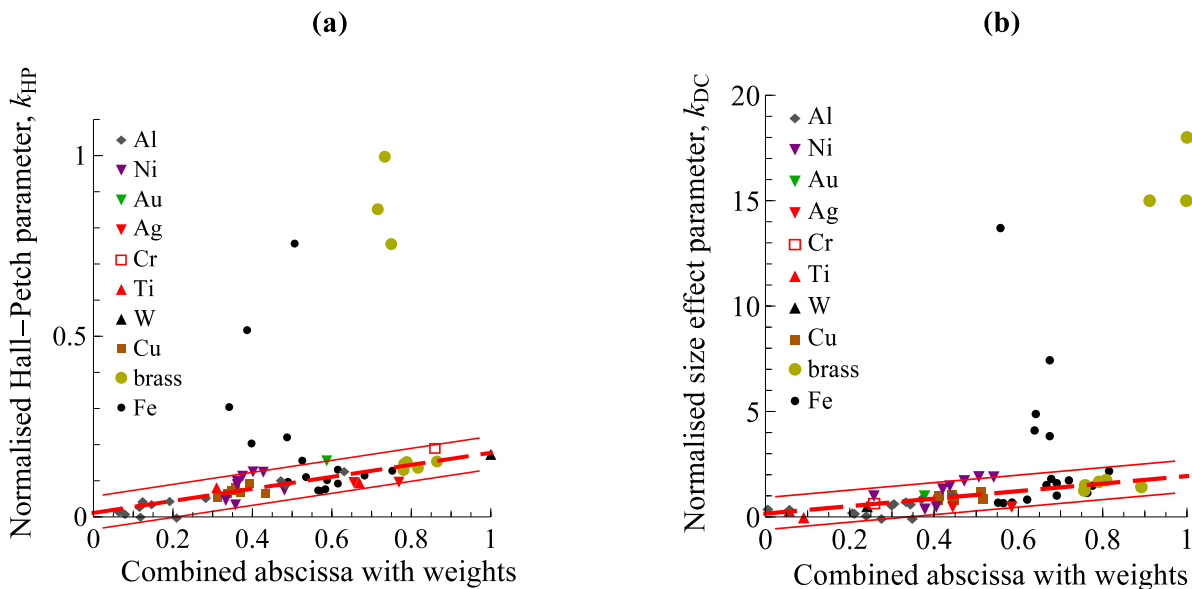 (a)
Normalised Hall-Petch parameter, kHP
1
0.5
0
Al
Ni
Au
Ag
Cr
Ti
W
Cu
brass
Fe
0 0.2 0.4 0.6 0.8 1
Combined abscissa with weights
(b)
Normalised size effect parameter, kDC
20
15
10
5
0
Al
Ni
Au
Ag
Cr
Ti
W
Cu
brass
Fe
0 0.2 0.4 0.6 0.8 1
Combined abscissa with weights